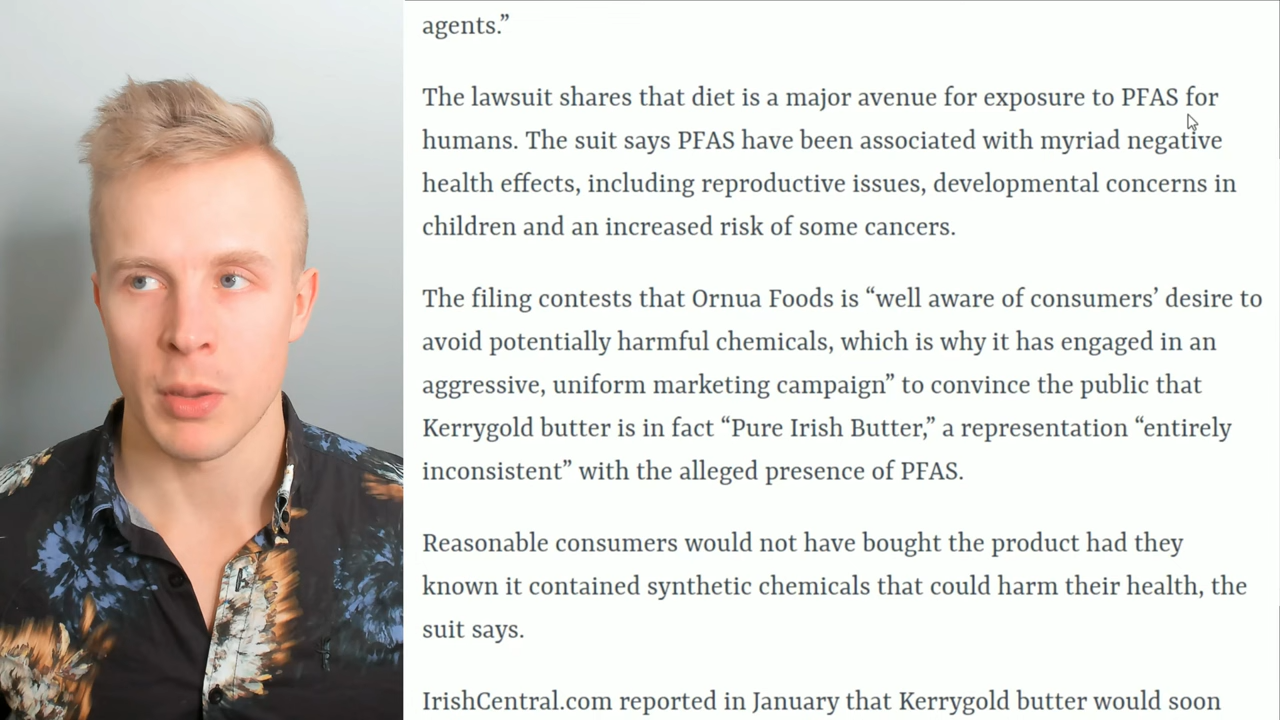 agents.”
The lawsuit shares that diet is a major avenue for exposure to PFAS for
humans. The suit says PFAS have been associated with myriad negative
health effects, including reproductive issues, developmental concerns in
children and an increased risk of some cancers.
The filing contests that Ornua Foods is “well aware of consumers’ desire to
avoid potentially harmful chemicals, which is why it has engaged in an
aggressive, uniform marketing campaign” to convince the public that
Kerrygold butter is in fact “Pure Irish Butter,” a representation “entirely
inconsistent” with the alleged presence of PFAS.
Reasonable consumers would not have bought the product had they
known it contained synthetic chemicals that could harm their health, the
suit says.
IrishCentral.com reported in January that Kerrygold butter would soon